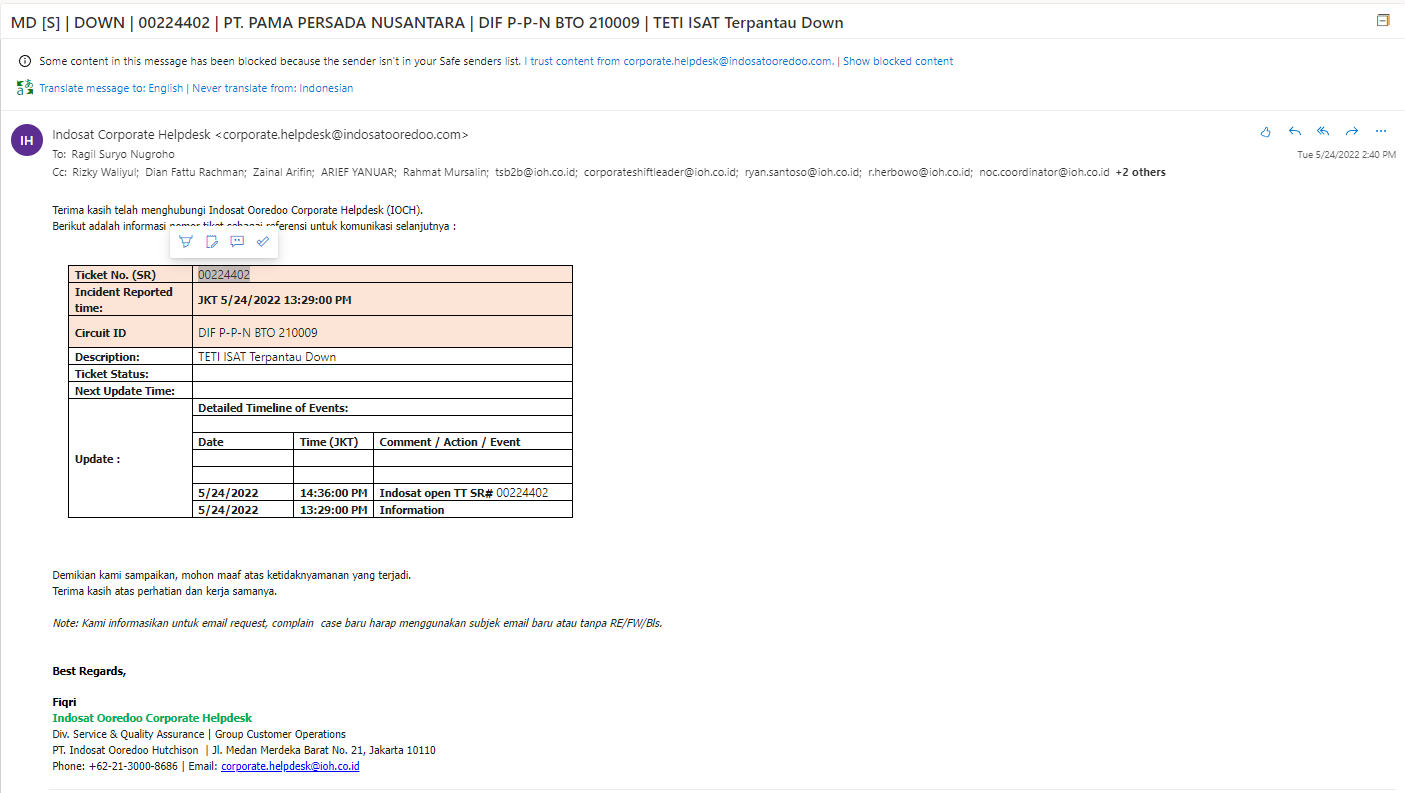 MD [S] | DOWN | 00224402 | PT. PAMA PERSADA NUSANTARA | DIF P-P-N BTO 210009 | TETI ISAT Terpantau Down
Some content in this message has been blocked because the sender isn't in your Safe senders list. I trust content from corporate.helpdesk@indosatooredoo.com. | Show blocked content
Translate message to: English | Never translate from: Indonesian
IH
Indosat Corporate Helpdesk <corporate.helpdesk@indosatooredoo.com>
To: Ragil Suryo Nugroho
Tue 5/24/2022 2:40 PM
Cc: Rizky Waliyul; Dian Fattu Rachman; Zainal Arifin; ARIEF YANUAR; Rahmat Mursalin; tsb2b@ioh.co.id; corporateshiftleader@ioh.co.id; ryan.santoso@ioh.co.id; r.herbowo@ioh.co.id; noc.coordinator@ioh.co.id +2 others
Terima kasih telah menghubungi Indosat Ooredoo Corporate Helpdesk (IOCH).
Berikut adalah informasi nomor tiket sebagai referensi untuk komunikasi selanjutnya :
Ticket No. (SR) 00224402
Incident Reported
time: JKT 5/24/2022 13:29:00 PM
Circuit ID DIF P-P-N BTO 210009
Description: TETI ISAT Terpantau Down
Ticket Status:
Next Update Time:
Update :
Detailed Timeline of Events:
Date Time (JKT) Comment / Action / Event
5/24/2022 14:36:00 PM Indosat open TT SR# 00224402
5/24/2022 13:29:00 PM Information
Demikian kami sampaikan, mohon maaf atas ketidaknyamanan yang terjadi.
Terima kasih atas perhatian dan kerja samanya.
Note: Kami informasikan untuk email request, complain case baru harap menggunakan subjek email baru atau tanpa RE/FW/Bls.
Best Regards,
Fiqri
Indosat Ooredoo Corporate Helpdesk
Div. Service & Quality Assurance | Group Customer Operations
PT. Indosat Ooredoo Hutchison | Jl. Medan Merdeka Barat No. 21, Jakarta 10110
Phone: +62-21-3000-8686 | Email: corporate.helpdesk@ioh.co.id